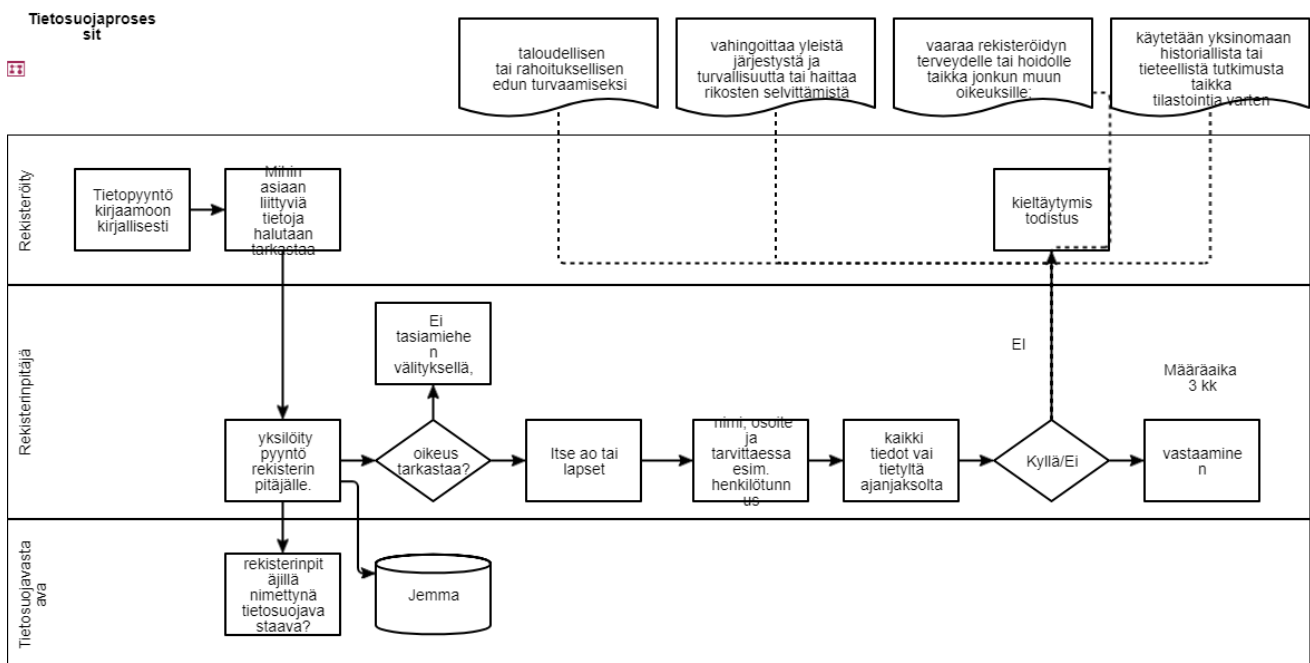 Tietosuojaproses
sit
taloudellisen
tai rahoituksellisen
edun turvaamiseksi
vahingoittaa yleistä
järjestystä ja
turvallisuutta tai haittaa
rikosten selvittämistä
vaaraa rekisteröidyn
terveydelle tai hoidolle
taikka jonkun muun
oikeuksille;
käytetään yksinomaan
historiallista tai
tieteellistä tutkimusta
taikka
tilastointia varten
Rekisteröity
Tietopyyntö
kirjaamoon
kirjallisesti
Mihin
asiaan
liittyviä
tietoja
halutaan
tarkastaa
kieltäytymis
todistus
Rekisterinpitäjä
Ei
tasiamiehe
n
välityksellä,
EI
Määräaika
3 kk
yksilöity
pyyntö
rekisterin
pitäjälle.
oikeus
tarkastaa?
Itse ao tai
lapset
nimi, osoite
ja
tarvittaessa
esim.
henkilötunn
us
kaikki
tiedot vai
tietyltä
ajanjaksolta
Kyllä/Ei
vastaamine
n
Tietosuojavasta
ava
rekisterinpit
äjillä
nimettynä
tietosuojava
staava?
Jemma